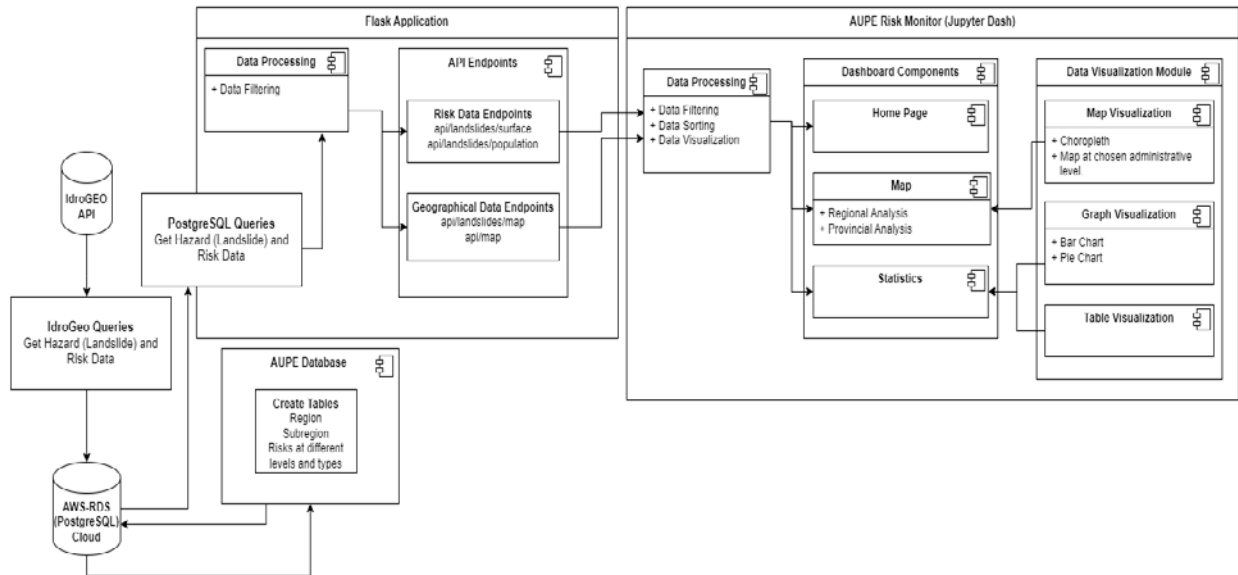 Flask Application
Data Processing
+ Data Filtering
API Endpoints
Risk Data Endpoints
api/landslides/surface
api/landslides/population
Geographical Data Endpoints
api/landslides/map
api/map
IdroGEO
API
PostgreSQL Queries
Get Hazard (Landslide) and
Risk Data
IdroGeo Queries
Get Hazard (Landslide) and
Risk Data
AUPE Database
Create Tables
Region
Subregion
Risks at different
levels and types
AWS-RDS
(PostgreSQL)
Cloud
AUPE Risk Monitor (Jupyter Dash)
Data Processing
+ Data Filtering
+ Data Sorting
+ Data Visualization
Dashboard Components
Home Page
Map
+ Regional Analysis
+ Provincial Analysis
Statistics
Data Visualization Module
Map Visualization
+ Choropleth
+ Map at chosen administrative
level
Graph Visualization
+ Bar Chart
+ Pie Chart
Table Visualization